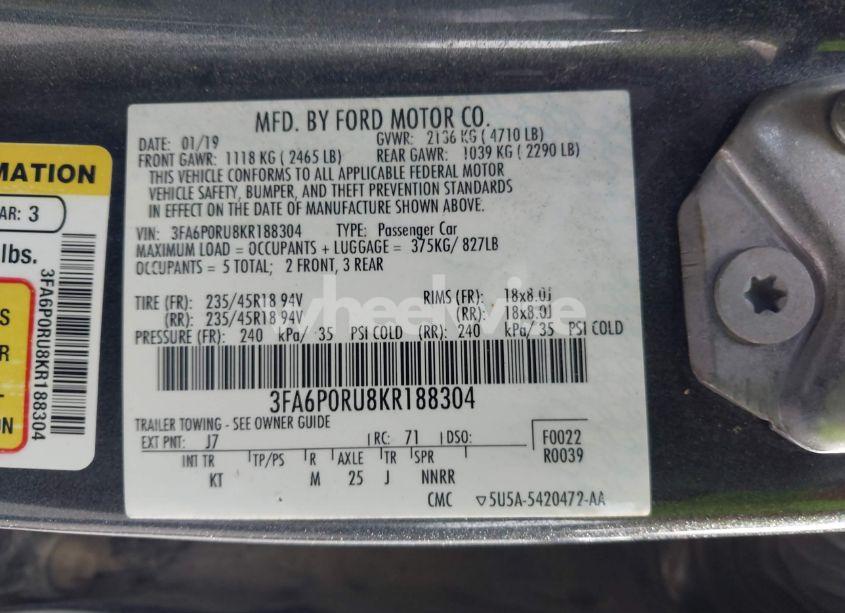 MATION
AR: 3
lbs.
3FA6P0RU8KR188304
S
R
ON
MFD. BY FORD MOTOR CO.
DATE: 01/19 GVWR: 2136 KG ( 4710 LB)
FRONT GAWR: 1118 KG ( 2465 LB) REAR GAWR: 1039 KG ( 2290 LB)
THIS VEHICLE CONFORMS TO ALL APPLICABLE FEDERAL MOTOR
VEHICLE SAFETY, BUMPER, AND THEFT PREVENTION STANDARDS
IN EFFECT ON THE DATE OF MANUFACTURE SHOWN ABOVE.
VIN: 3FA6P0RU8KR188304 TYPE: Passenger Car
MAXIMUM LOAD = OCCUPANTS + LUGGAGE = 375KG/ 827LB
OCCUPANTS = 5 TOTAL; 2 FRONT, 3 REAR
TIRE (FR): 235/45R18 94V RIMS (FR): 18x8.0J
(RR): 235/45R18 94V (RR): 18x8.0J
PRESSURE (FR): 240 kPa/ 35 PSI COLD (RR): 240 kPa/ 35 PSI COLD
3FA6P0RU8KR188304
TRAILER TOWING - SEE OWNER GUIDE
EXT PNT: J7 RC: 71 DSO: F0022
R0039
INT TR TP/PS R AXLE TR SPR
KT M 25 J NNRR
CMC ▽5U5A-5420472-AA